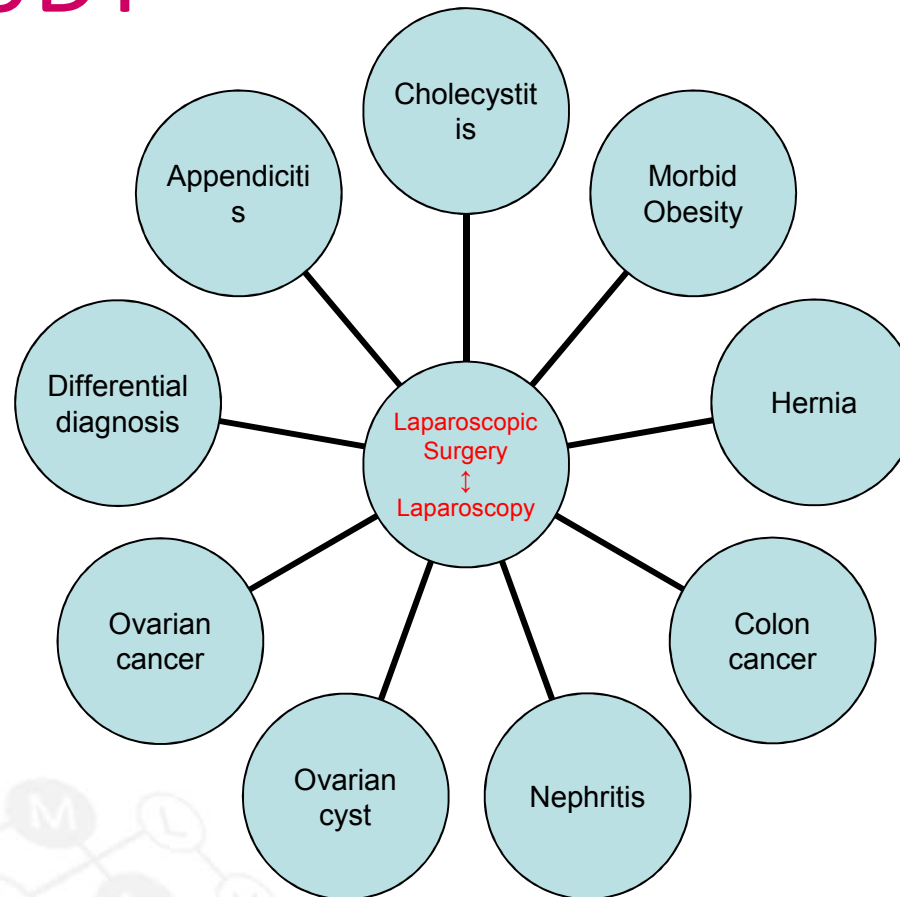 Cholecystit
is
Appendiciti
s
Morbid
Obesity
Differential
diagnosis
Hernia
Laparoscopic
Surgery
↕
Laparoscopy
Ovarian
cancer
Colon
cancer
Ovarian
cyst
Nephritis
M
L